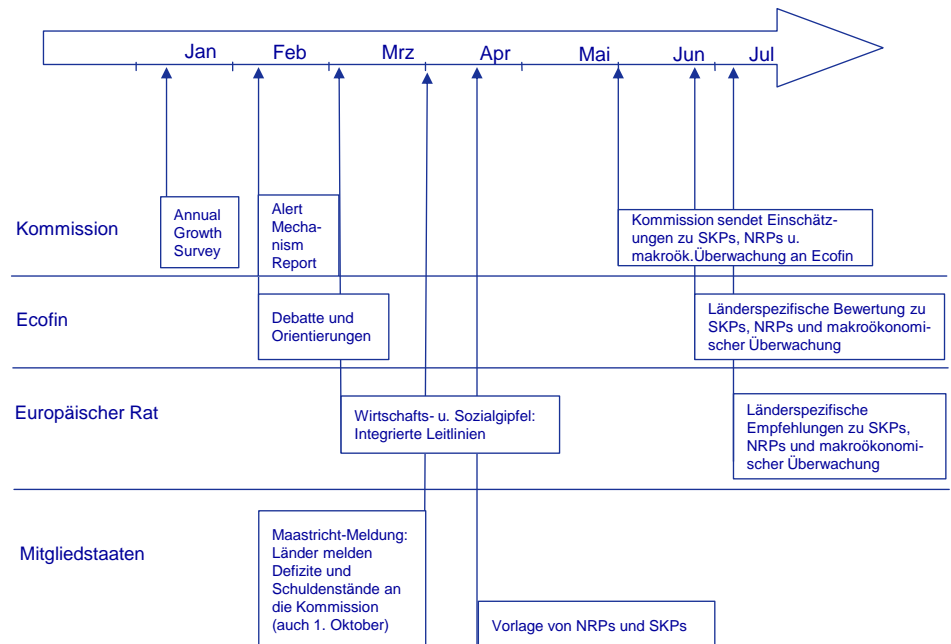 Jan Feb Mrz Apr Mai Jun Jul
Kommission
Annual
Growth
Survey
Alert
Mecha-
nism
Report
Kommission sendet Einschätz-
ungen zu SKPs, NRPs u.
makroök.Überwachung an Ecofin
Ecofin
Debatte und
Orientierungen
Länderspezifische Bewertung zu
SKPs, NRPs und makroökonomi-
scher Überwachung
Europäischer Rat
Wirtschafts- u. Sozialgipfel:
Integrierte Leitlinien
Länderspezifische
Empfehlungen zu SKPs,
NRPs und makroökonomi-
scher Überwachung
Mitgliedstaaten
Maastricht-Meldung:
Länder melden
Defizite und
Schuldenstände an
die Kommission
(auch 1. Oktober)
Vorlage von NRPs und SKPs